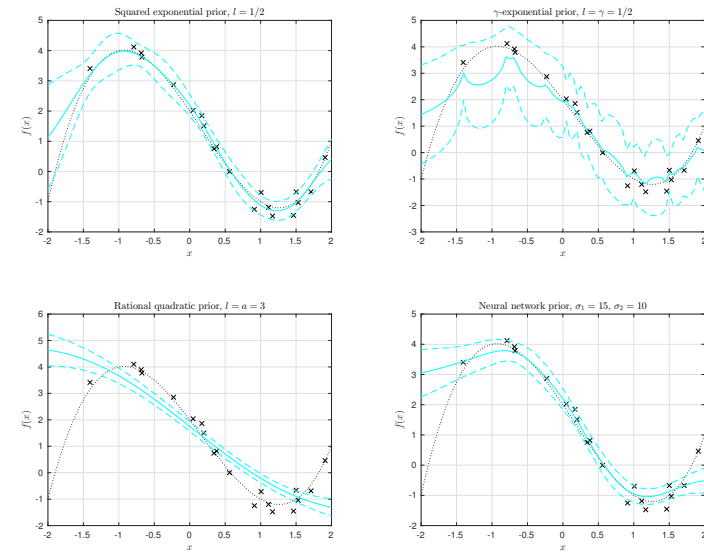 Squared exponential prior, l = 1/2
5
4
3
2
1
0
-1
-2
f(x)
-2 -1.5 -1 -0.5 0 0.5 1 1.5 2
x
γ-exponential prior, l = γ = 1/2
5
4
3
2
1
0
-1
-2
-3
f(x)
-2 -1.5 -1 -0.5 0 0.5 1 1.5 2
x
Rational quadratic prior, l = a = 3
6
5
4
3
2
1
0
-1
-2
f(x)
-2 -1.5 -1 -0.5 0 0.5 1 1.5 2
x
Neural network prior, σ₁ = 15, σ₂ = 10
5
4
3
2
1
0
-1
-2
f(x)
-2 -1.5 -1 -0.5 0 0.5 1 1.5 2
x